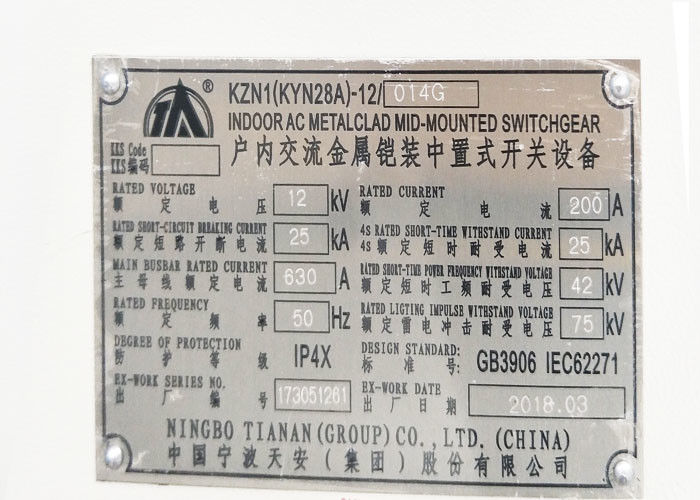 TA®
KZN1(KYN28A)-12/ 014G
INDOOR AC METALCLAD MID-MOUNTED SWITCHGEAR
户内交流金属铠装中置式开关设备
KKS Code
KKS编码
RATED VOLTAGE
额定电压 12 kV
RATED CURRENT
额定电流 200 A
RATED SHORT-CIRCUIT BREAKING CURRENT
额定短路开断电流 25 kA
4S RATED SHORT-TIME WITHSTAND CURRENT
4S 额定短时耐受电流 25 kA
MAIN BUSBAR RATED CURRENT
主母线额定电流 630 A
RATED SHORT-TIME POWER FREQUENCY WITHSTAND VOLTAGE
额定短时工频耐受电压 42 kV
RATED FREQUENCY
额定频率 50 Hz
RATED LIGTING IMPULSE WITHSTAND VOLTAGE
额定雷电冲击耐受电压 75 kV
DEGREE OF PROTECTION
防护等级 IP4X
DESIGN STANDARD:
标准号: GB3906 IEC62271
EX-WORK SERIES NO.
出厂编号 173051261
EX-WORK DATE
出厂日期 2018.03
NINGBO TIANAN(GROUP)CO.,LTD.(CHINA)
中国宁波天安(集团)股份有限公司